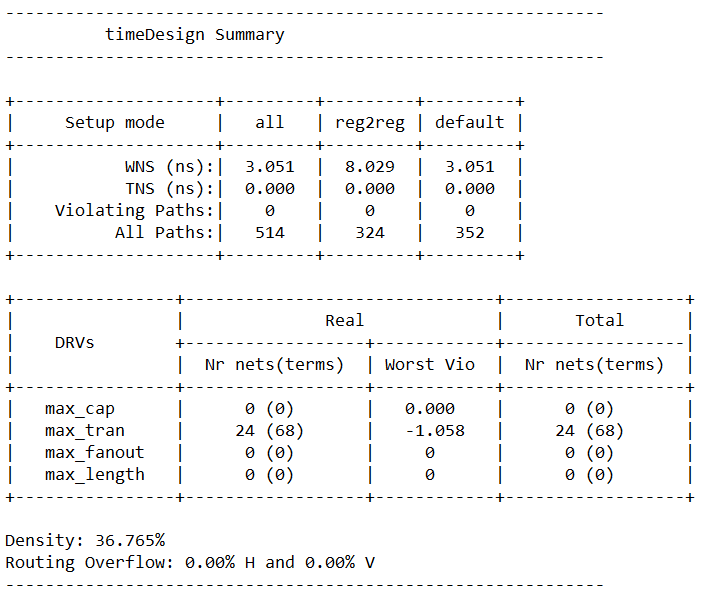 ------------------------------------------------------------
          timeDesign Summary
------------------------------------------------------------

+--------------------+---------+---------+---------+
|     Setup mode     |   all   | reg2reg | default |
+--------------------+---------+---------+---------+
|           WNS (ns):|  3.051  |  8.029  |  3.051  |
|           TNS (ns):|  0.000  |  0.000  |  0.000  |
|    Violating Paths:|    0    |    0    |    0    |
|          All Paths:|   514   |   324   |   352   |
+--------------------+---------+---------+---------+

+----------------+-------------------------------+------------------+
|                |              Real             |       Total      |
|    DRVs        +------------------+------------+------------------|
|                |  Nr nets(terms)  | Worst Vio  |  Nr nets(terms)  |
+----------------+------------------+------------+------------------+
|   max_cap      |      0 (0)       |   0.000    |      0 (0)       |
|   max_tran     |     24 (68)      |   -1.058   |     24 (68)      |
|   max_fanout   |      0 (0)       |     0      |      0 (0)       |
|   max_length   |      0 (0)       |     0      |      0 (0)       |
+----------------+------------------+------------+------------------+

Density: 36.765%
Routing Overflow: 0.00% H and 0.00% V
------------------------------------------------------------